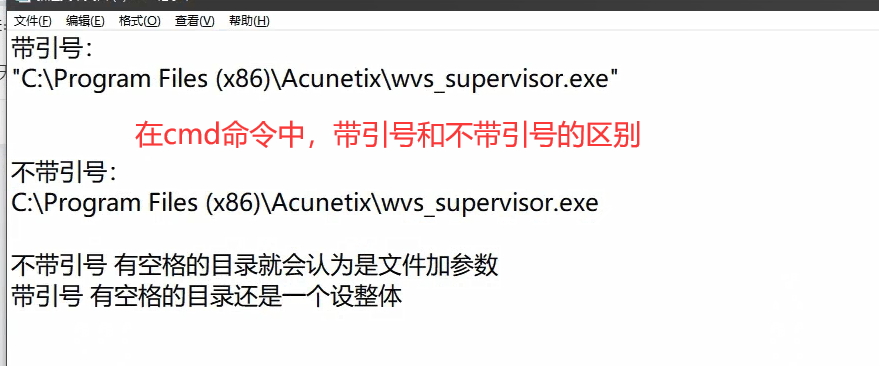 文件(F) 编辑(E) 格式(O) 查看(V) 帮助(H)
带引号：
"C:\Program Files (x86)\Acunetix\wvs_supervisor.exe"
在cmd命令中，带引号和不带引号的区别
不带引号：
C:\Program Files (x86)\Acunetix\wvs_supervisor.exe
不带引号 有空格的目录就会认为是文件加参数
带引号 有空格的目录还是一个设整体